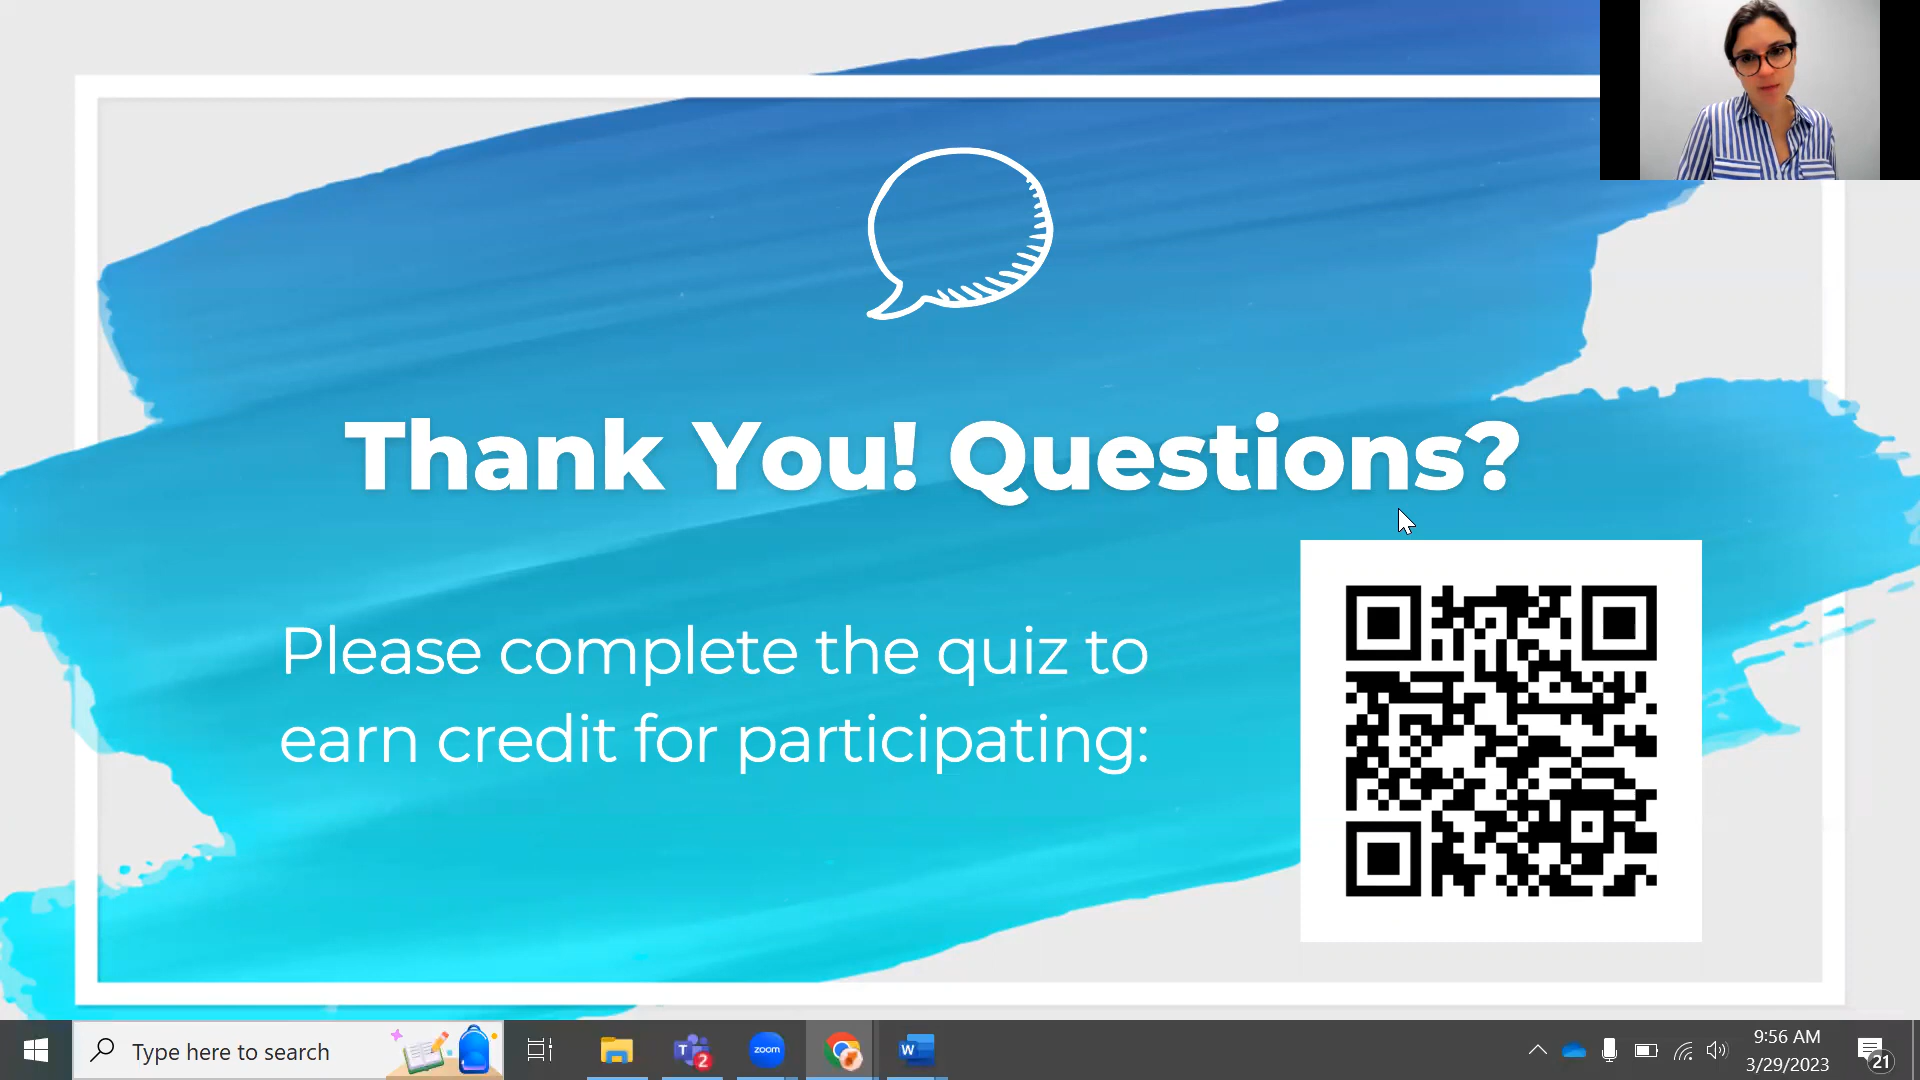 Thank You! Questions?
Please complete the quiz to
earn credit for participating:
Type here to search
T
2
zoom
W
9:56 AM
3/29/2023
21